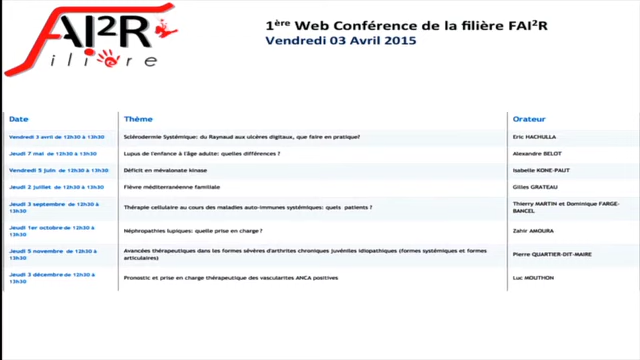 FAI²R
filière
1ère Web Conférence de la filière FAI²R
Vendredi 03 Avril 2015
Date Thème Orateur
Vendredi 3 avril de 12h30 à 13h30 Sclérodermie Systémique: du Raynaud aux ulcères digitaux, que faire en pratique? Eric HACHULLA
Jeudi 7 mai de 12h30 à 13h30 Lupus de l'enfance à l'âge adulte: quelles différences ? Alexandre BELOT
Vendredi 5 juin de 12h30 à 13h30 Déficit en mévalonate kinase Isabelle KONE-PAUT
Jeudi 2 juillet de 12h30 à 13h30 Fièvre méditerranéenne familiale Gilles GRATEAU
Jeudi 3 septembre de 12h30 à Thérapie cellulaire au cours des maladies auto-immunes systémiques: quels patients ? Thierry MARTIN et Dominique FARGE-
13h30 BANCEL
Jeudi 1er octobre de 12h30 à Néphropathies lupiques: quelle prise en charge ? Zahir AMOURA
13h30
Jeudi 5 novembre de 12h30 à Avancées thérapeutiques dans les formes sévères d'arthrites chroniques juvéniles idiopathiques (formes systémiques et formes Pierre QUARTIER-DIT-MAIRE
13h30 articulaires)
Jeudi 3 décembre de 12h30 à Pronostic et prise en charge thérapeutique des vascularites ANCA positives Luc MOUTHON
13h30